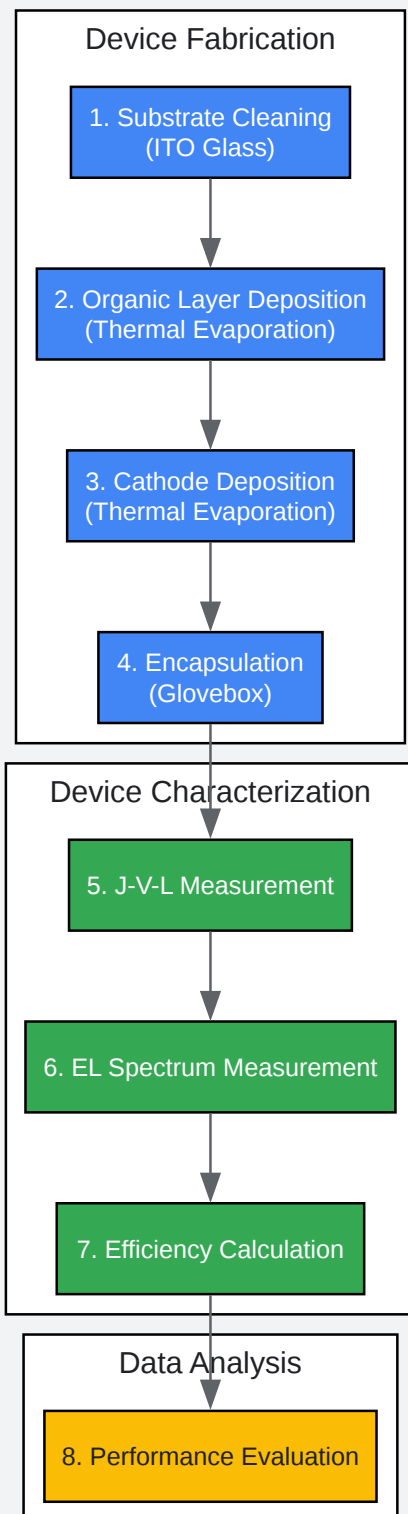 Device Fabrication
1. Substrate Cleaning
(ITO Glass)
2. Organic Layer Deposition
(Thermal Evaporation)
3. Cathode Deposition
(Thermal Evaporation)
4. Encapsulation
(Glovebox)
Device Characterization
5. J-V-L Measurement
6. EL Spectrum Measurement
7. Efficiency Calculation
Data Analysis
8. Performance Evaluation